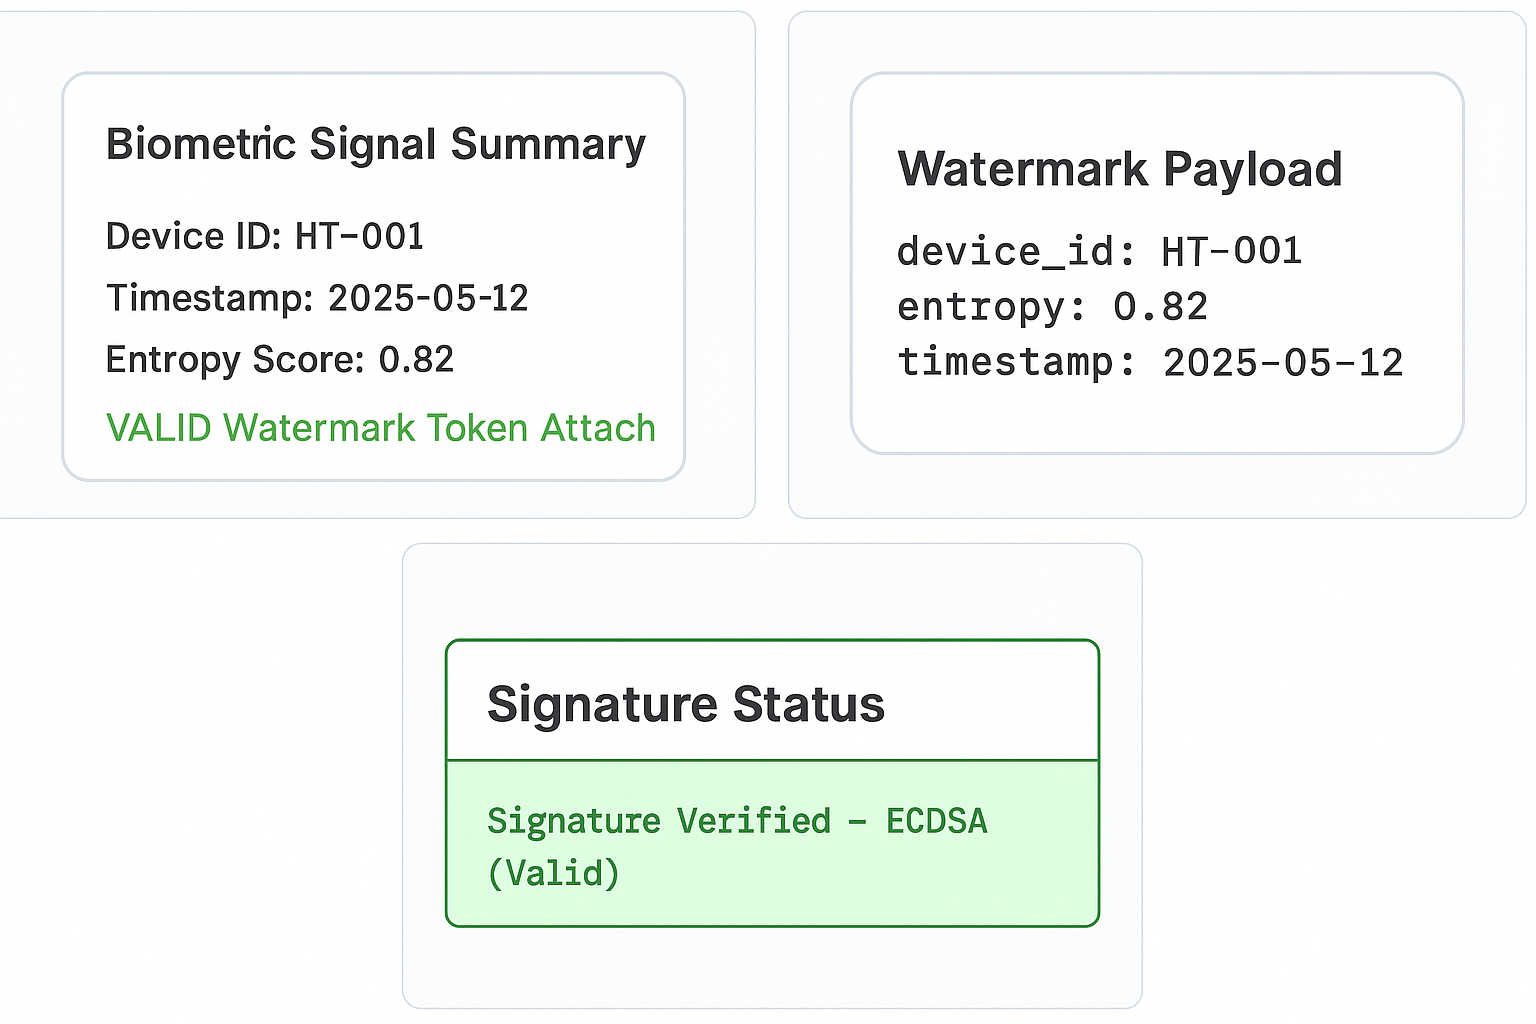 Biometric Signal Summary
Device ID: HT-001
Timestamp: 2025-05-12
Entropy Score: 0.82
VALID Watermark Token Attach
Watermark Payload
device_id: HT-001
entropy: 0.82
timestamp: 2025-05-12
Signature Status
Signature Verified – ECDSA
(Valid)